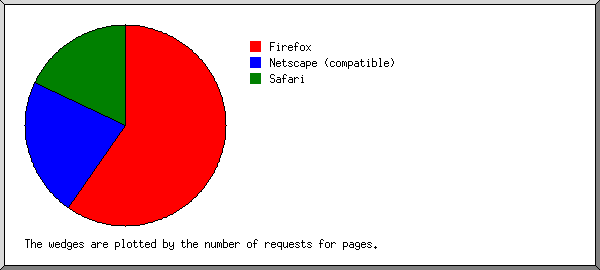 Firefox
Netscape (compatible)
Safari
The wedges are plotted by the number of requests for pages.